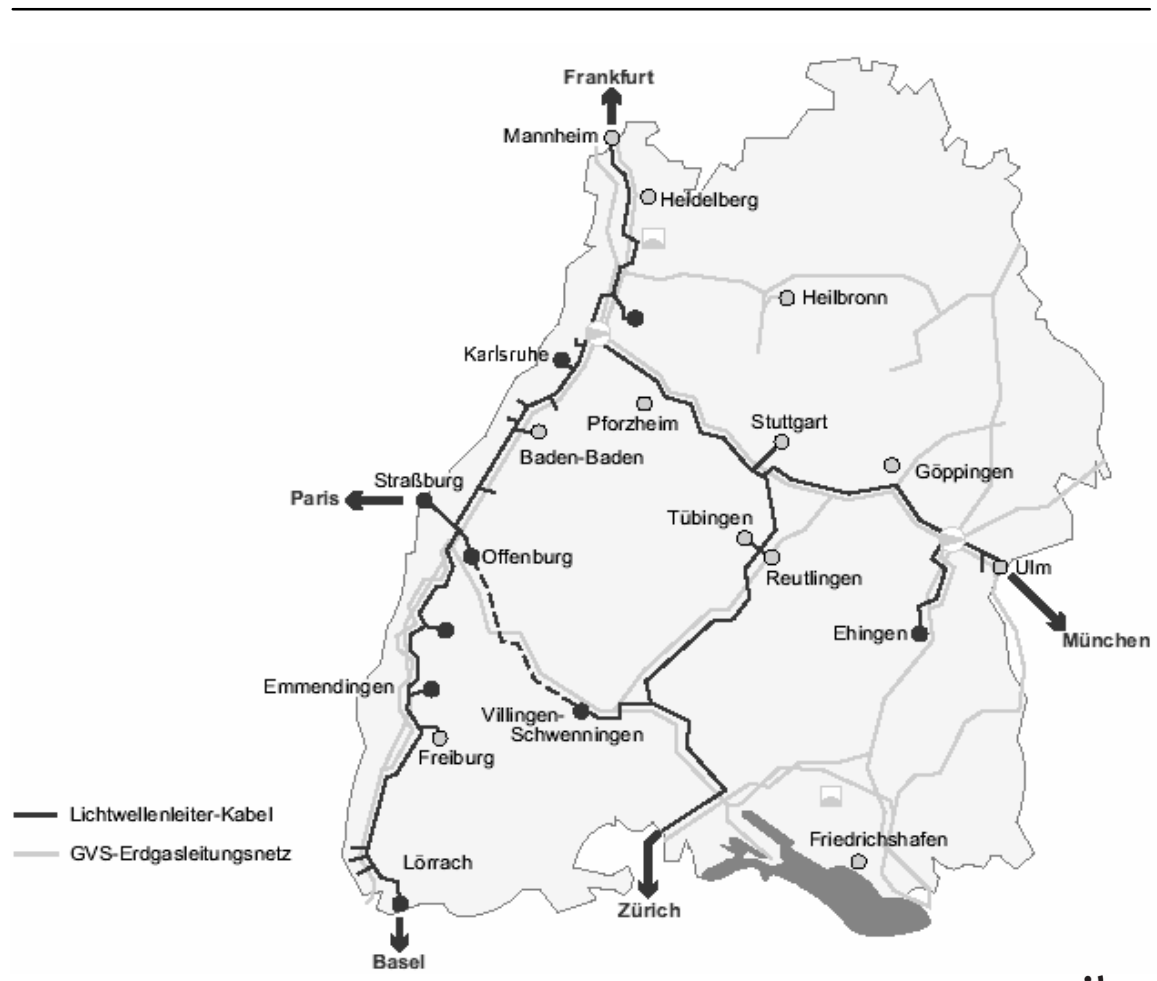 Frankfurt
Mannheim
Heidelberg
Heilbronn
Karlsruhe
Pforzheim
Stuttgart
Baden-Baden
Göppingen
Straßburg
Paris
Tübingen
Offenburg
Reutlingen
Ulm
Ehingen
München
Emmendingen
Villingen-
Schwenningen
Freiburg
Lichtwellenleiter-Kabel
GVS-Erdgasleitungsnetz
Lörrach
Friedrichshafen
Zürich
Basel